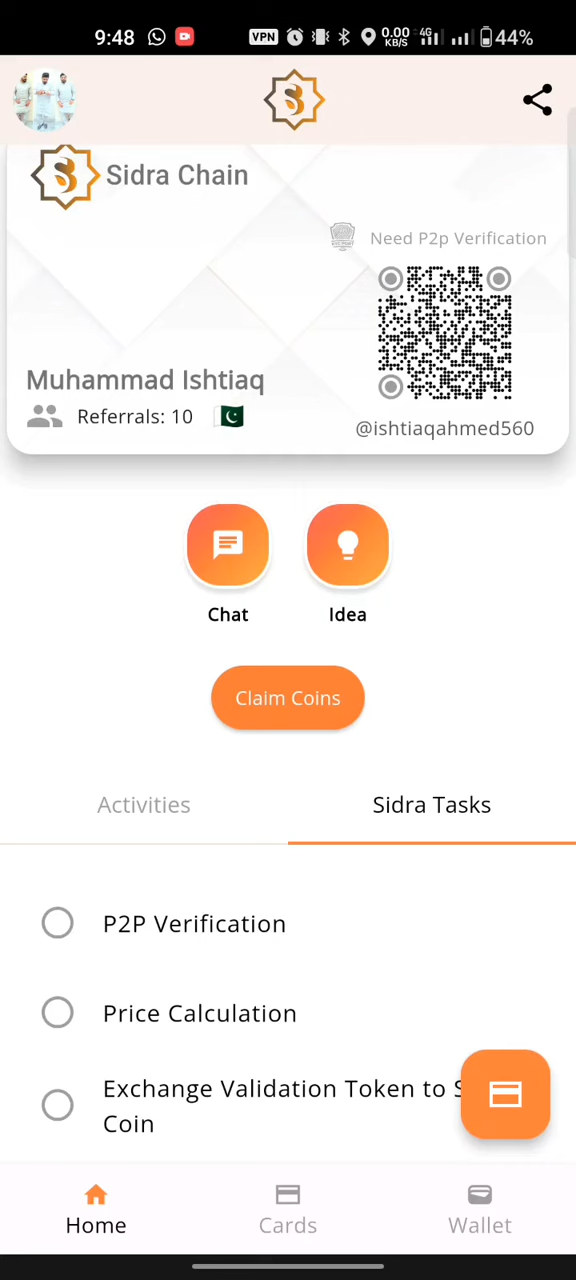 9:48 VPN 0.00 KB/S 4G 44%
Sidra Chain
Need P2p Verification
Muhammad Ishtiaq
Referrals: 10
@ishtiaqahmed560
Chat Idea
Claim Coins
Activities Sidra Tasks
P2P Verification
Price Calculation
Exchange Validation Token to
Coin
Home Cards Wallet